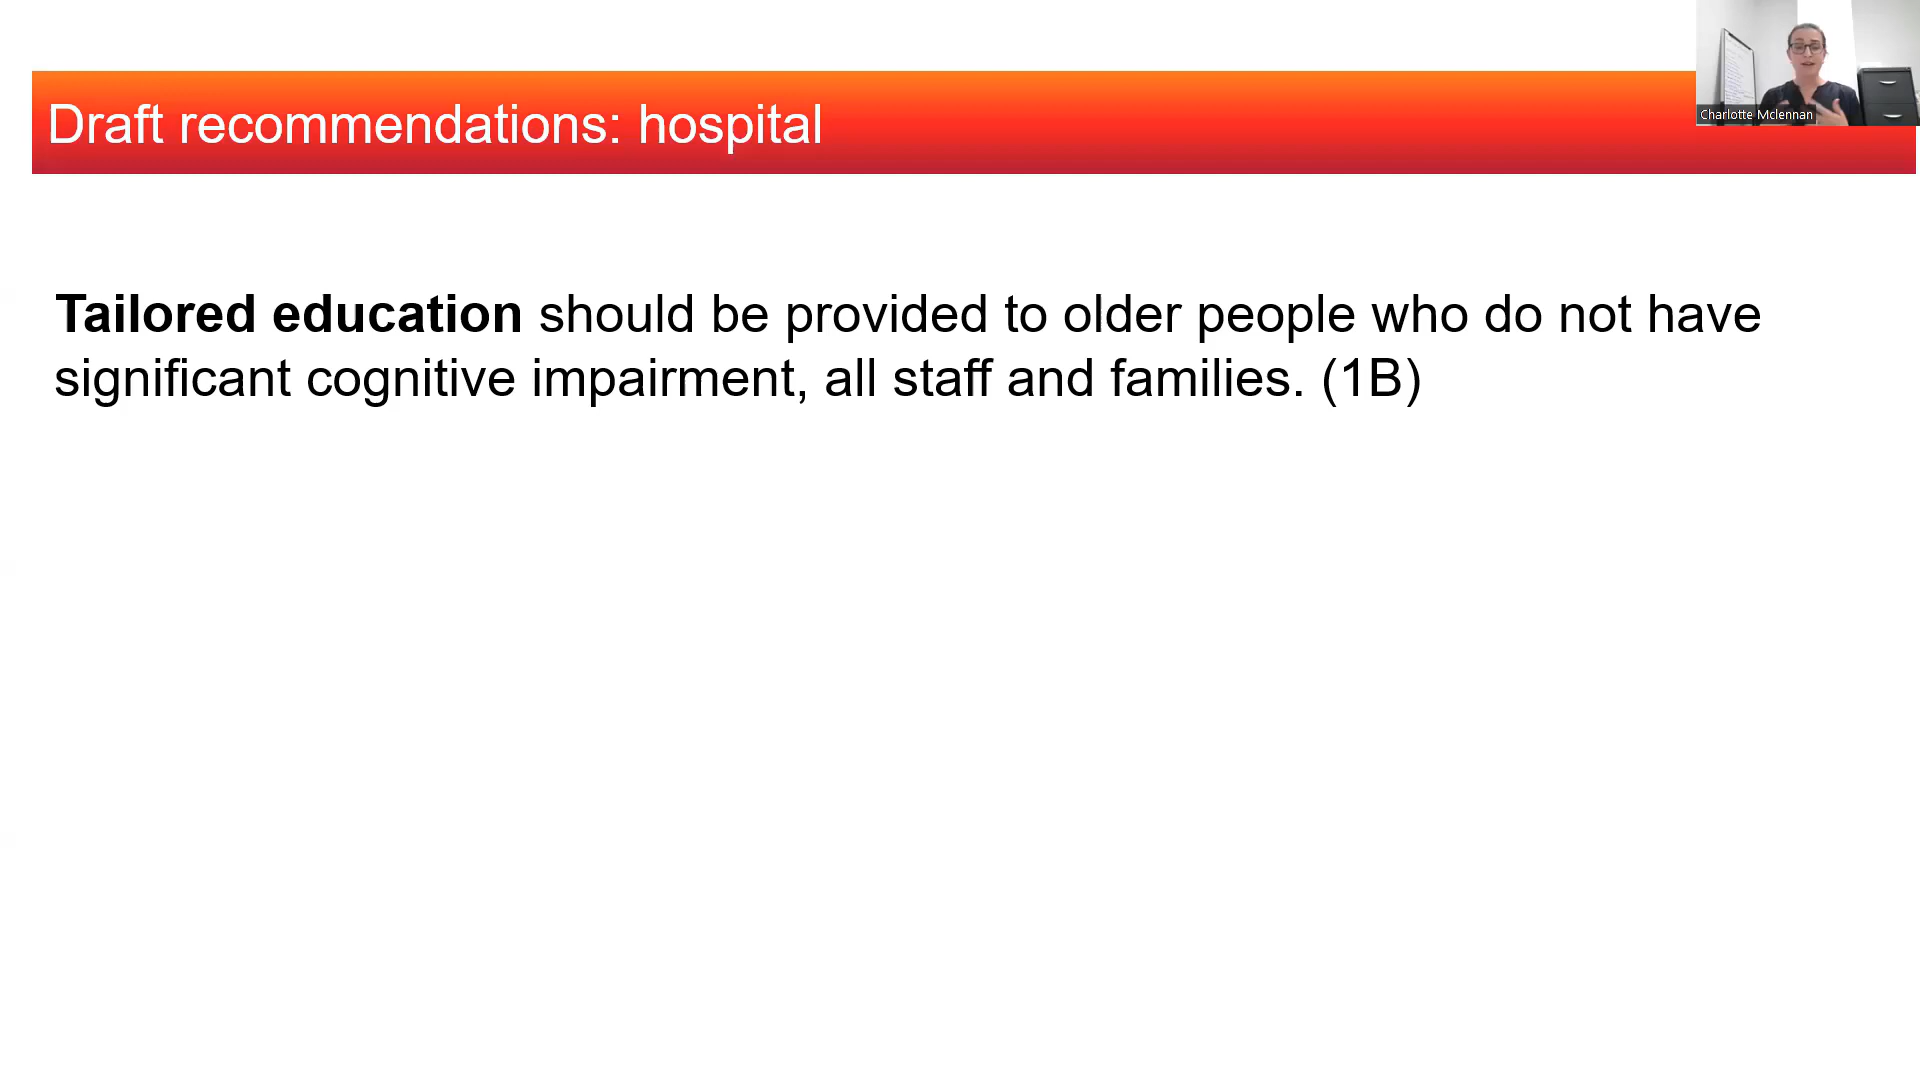 Draft recommendations: hospital
Charlotte Mclennan
Tailored education should be provided to older people who do not have
significant cognitive impairment, all staff and families. (1B)